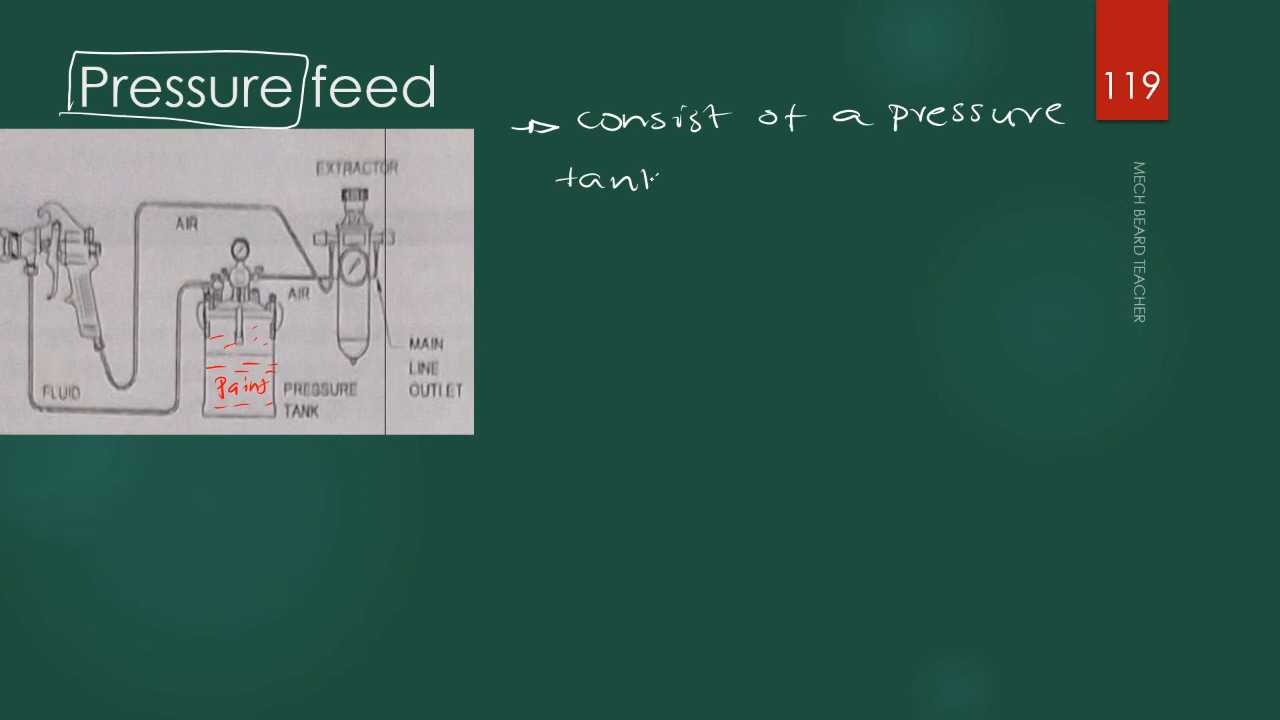 Pressure feed
119
→ consist of a pressure
tank
MECH BEARD TEACHER
EXTRACTOR
AIR
AIR
MAIN
LINE
OUTLET
FLUID
Paint
PRESSURE
TANK